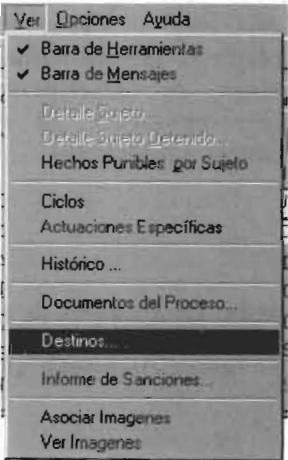 Ver Opciones Ayuda
Barra de Herramientas
Barra de Mensajes
Detalle Sujeto...
Detalle Sujeto Detenido...
Hechos Punibles por Sujeto
Ciclos
Actuaciones Específicas
Histórico ...
Documentos del Proceso...
Destinos.....
Informe de Sanciones...
Asociar Imagenes
Ver Imagenes